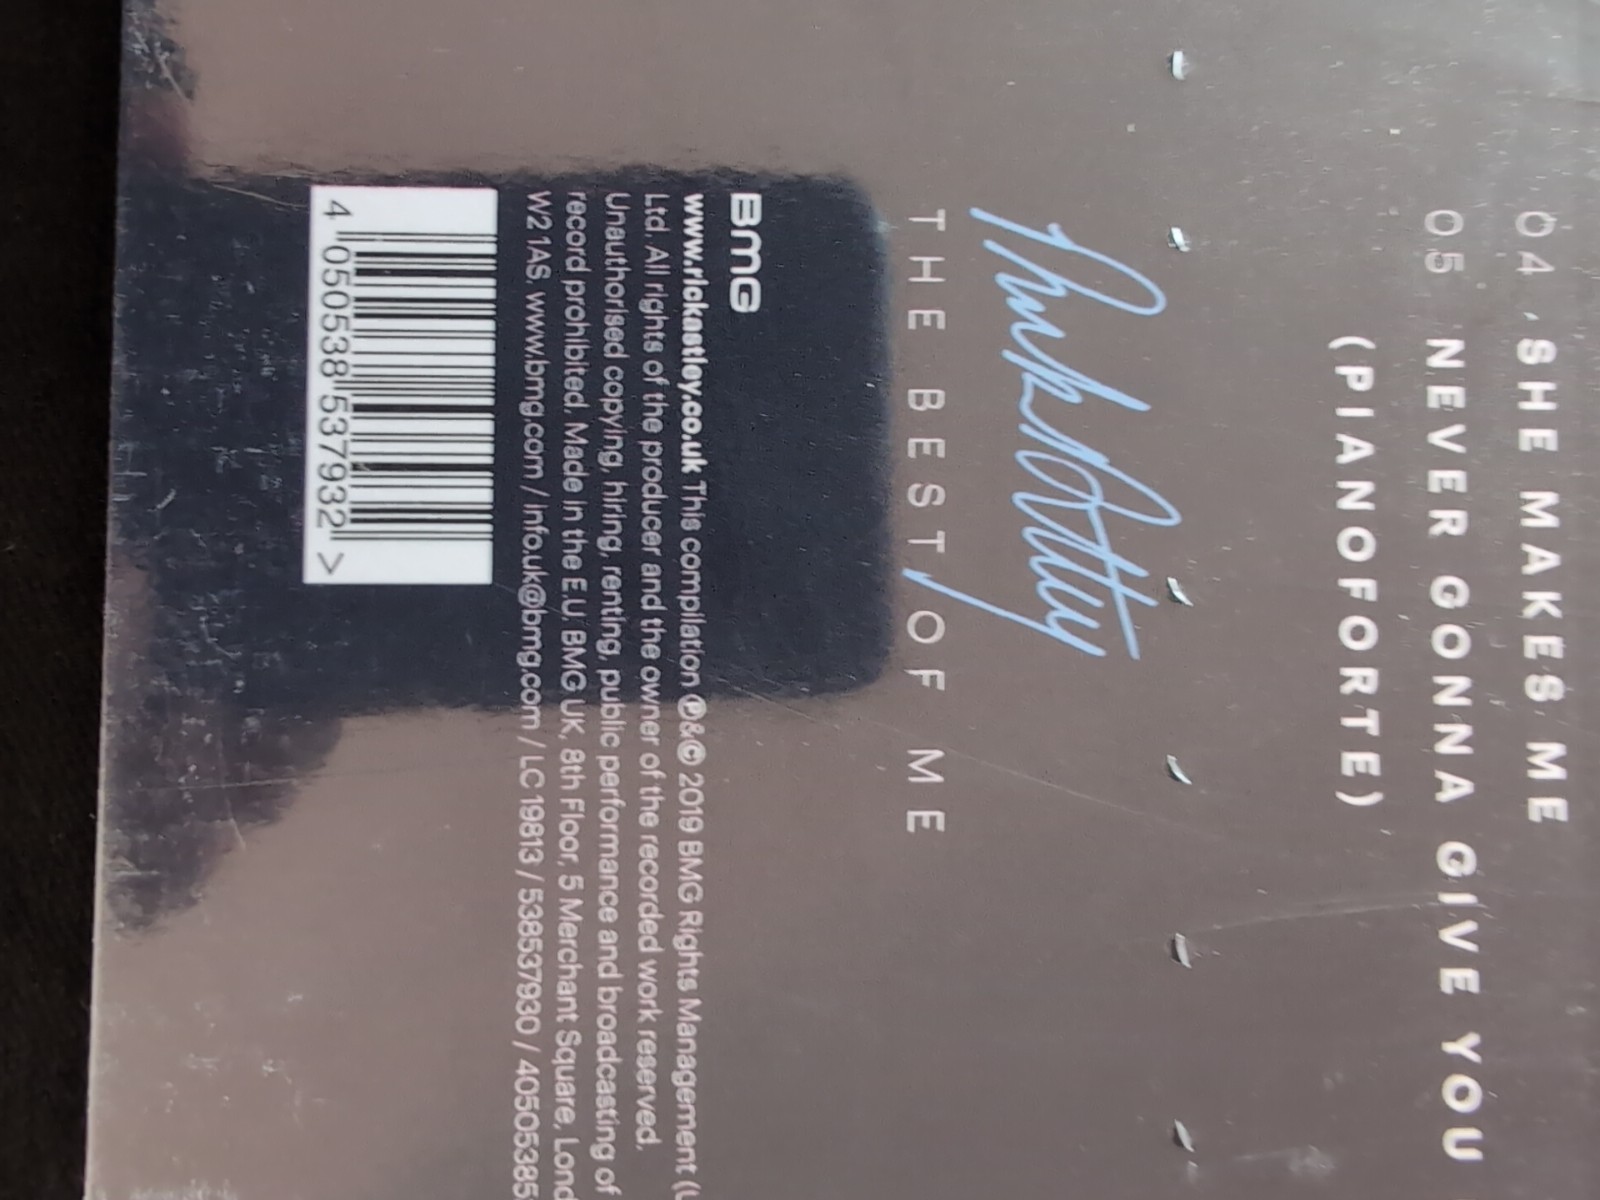 04 SHE MAKES ME
05 NEVER GONNA GIVE YOU
(PIANOFORTE)
Rick Astley
THE BEST OF ME
BMG
www.rickastley.co.uk This compilation ℗&© 2019 BMG Rights Management (U
Ltd. All rights of the producer and the owner of the recorded work reserved.
Unauthorised copying, hiring, renting, public performance and broadcasting of
record prohibited. Made in the E.U. BMG UK, 8th Floor, 5 Merchant Square, Lond
W2 1AS. www.bmg.com / info.uk@bmg.com / LC 19813 / 538537930 / 405053853
4 050538 537932 >